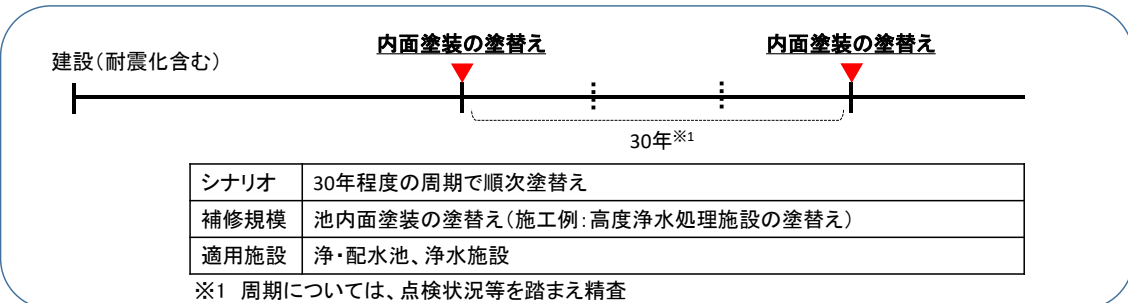 内面塗装の塗替え
内面塗装の塗替え
建設（耐震化含む）
30年※1
シナリオ 30年程度の周期で順次塗替え
補修規模 池内面塗装の塗替え（施工例：高度浄水処理施設の塗替え）
適用施設 浄・配水池、浄水施設
※1 周期については、点検状況等を踏まえ精査